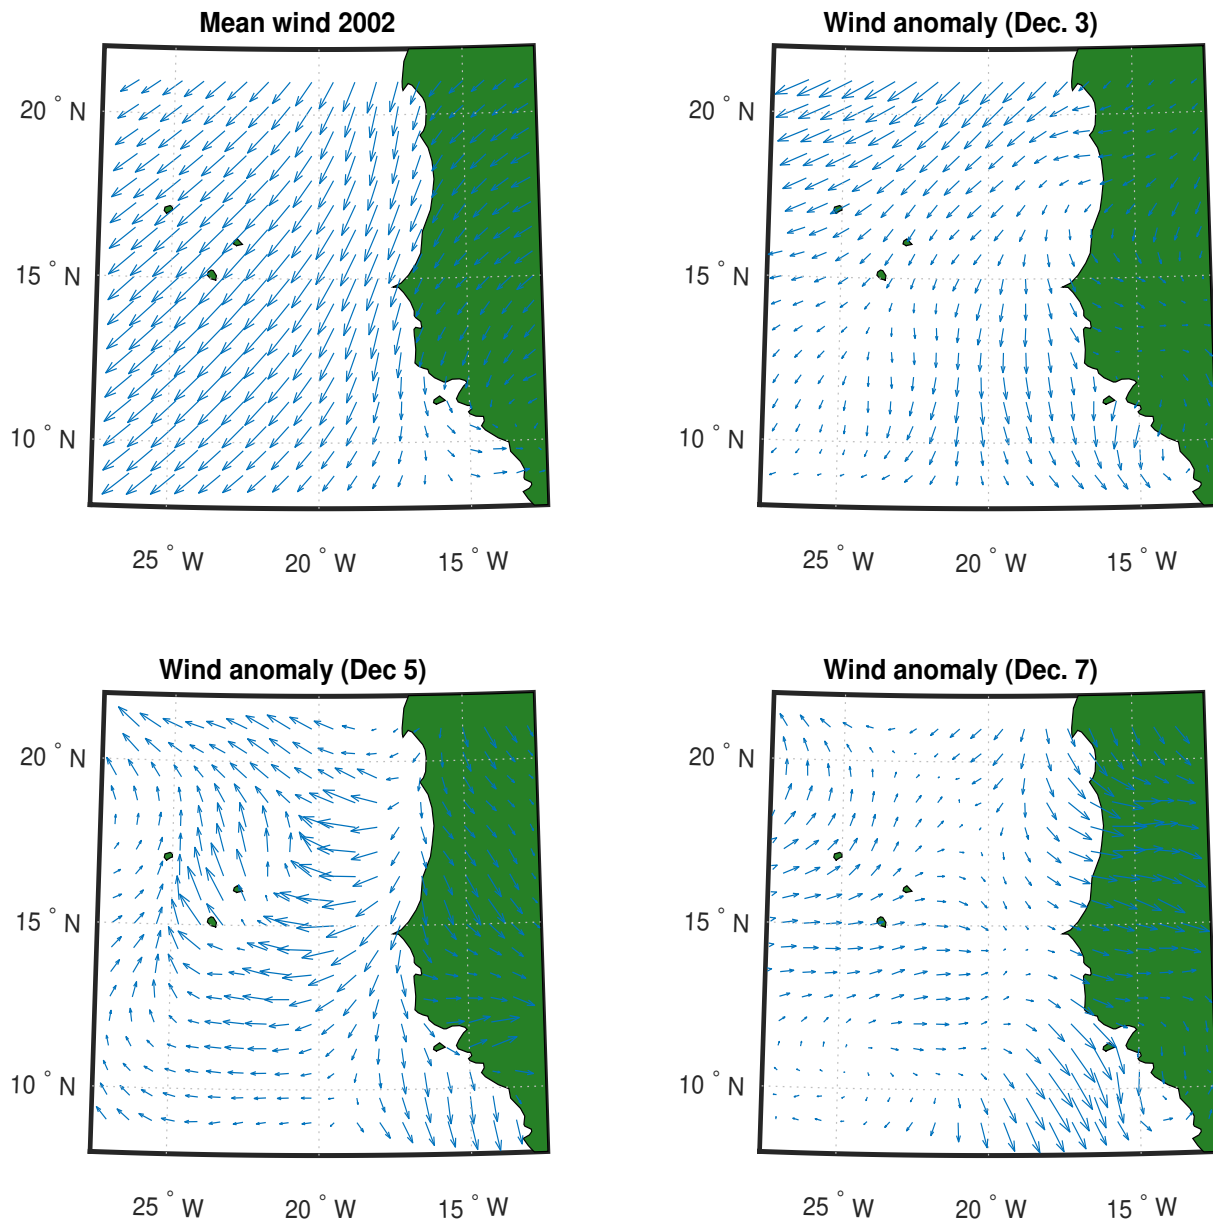 Mean wind 2002
Wind anomaly (Dec. 3)
20 ° N
15 ° N
10 ° N
25 ° W
20 ° W
15 ° W
20 ° N
15 ° N
10 ° N
25 ° W
20 ° W
15 ° W
Wind anomaly (Dec 5)
Wind anomaly (Dec. 7)
20 ° N
15 ° N
10 ° N
25 ° W
20 ° W
15 ° W
20 ° N
15 ° N
10 ° N
25 ° W
20 ° W
15 ° W